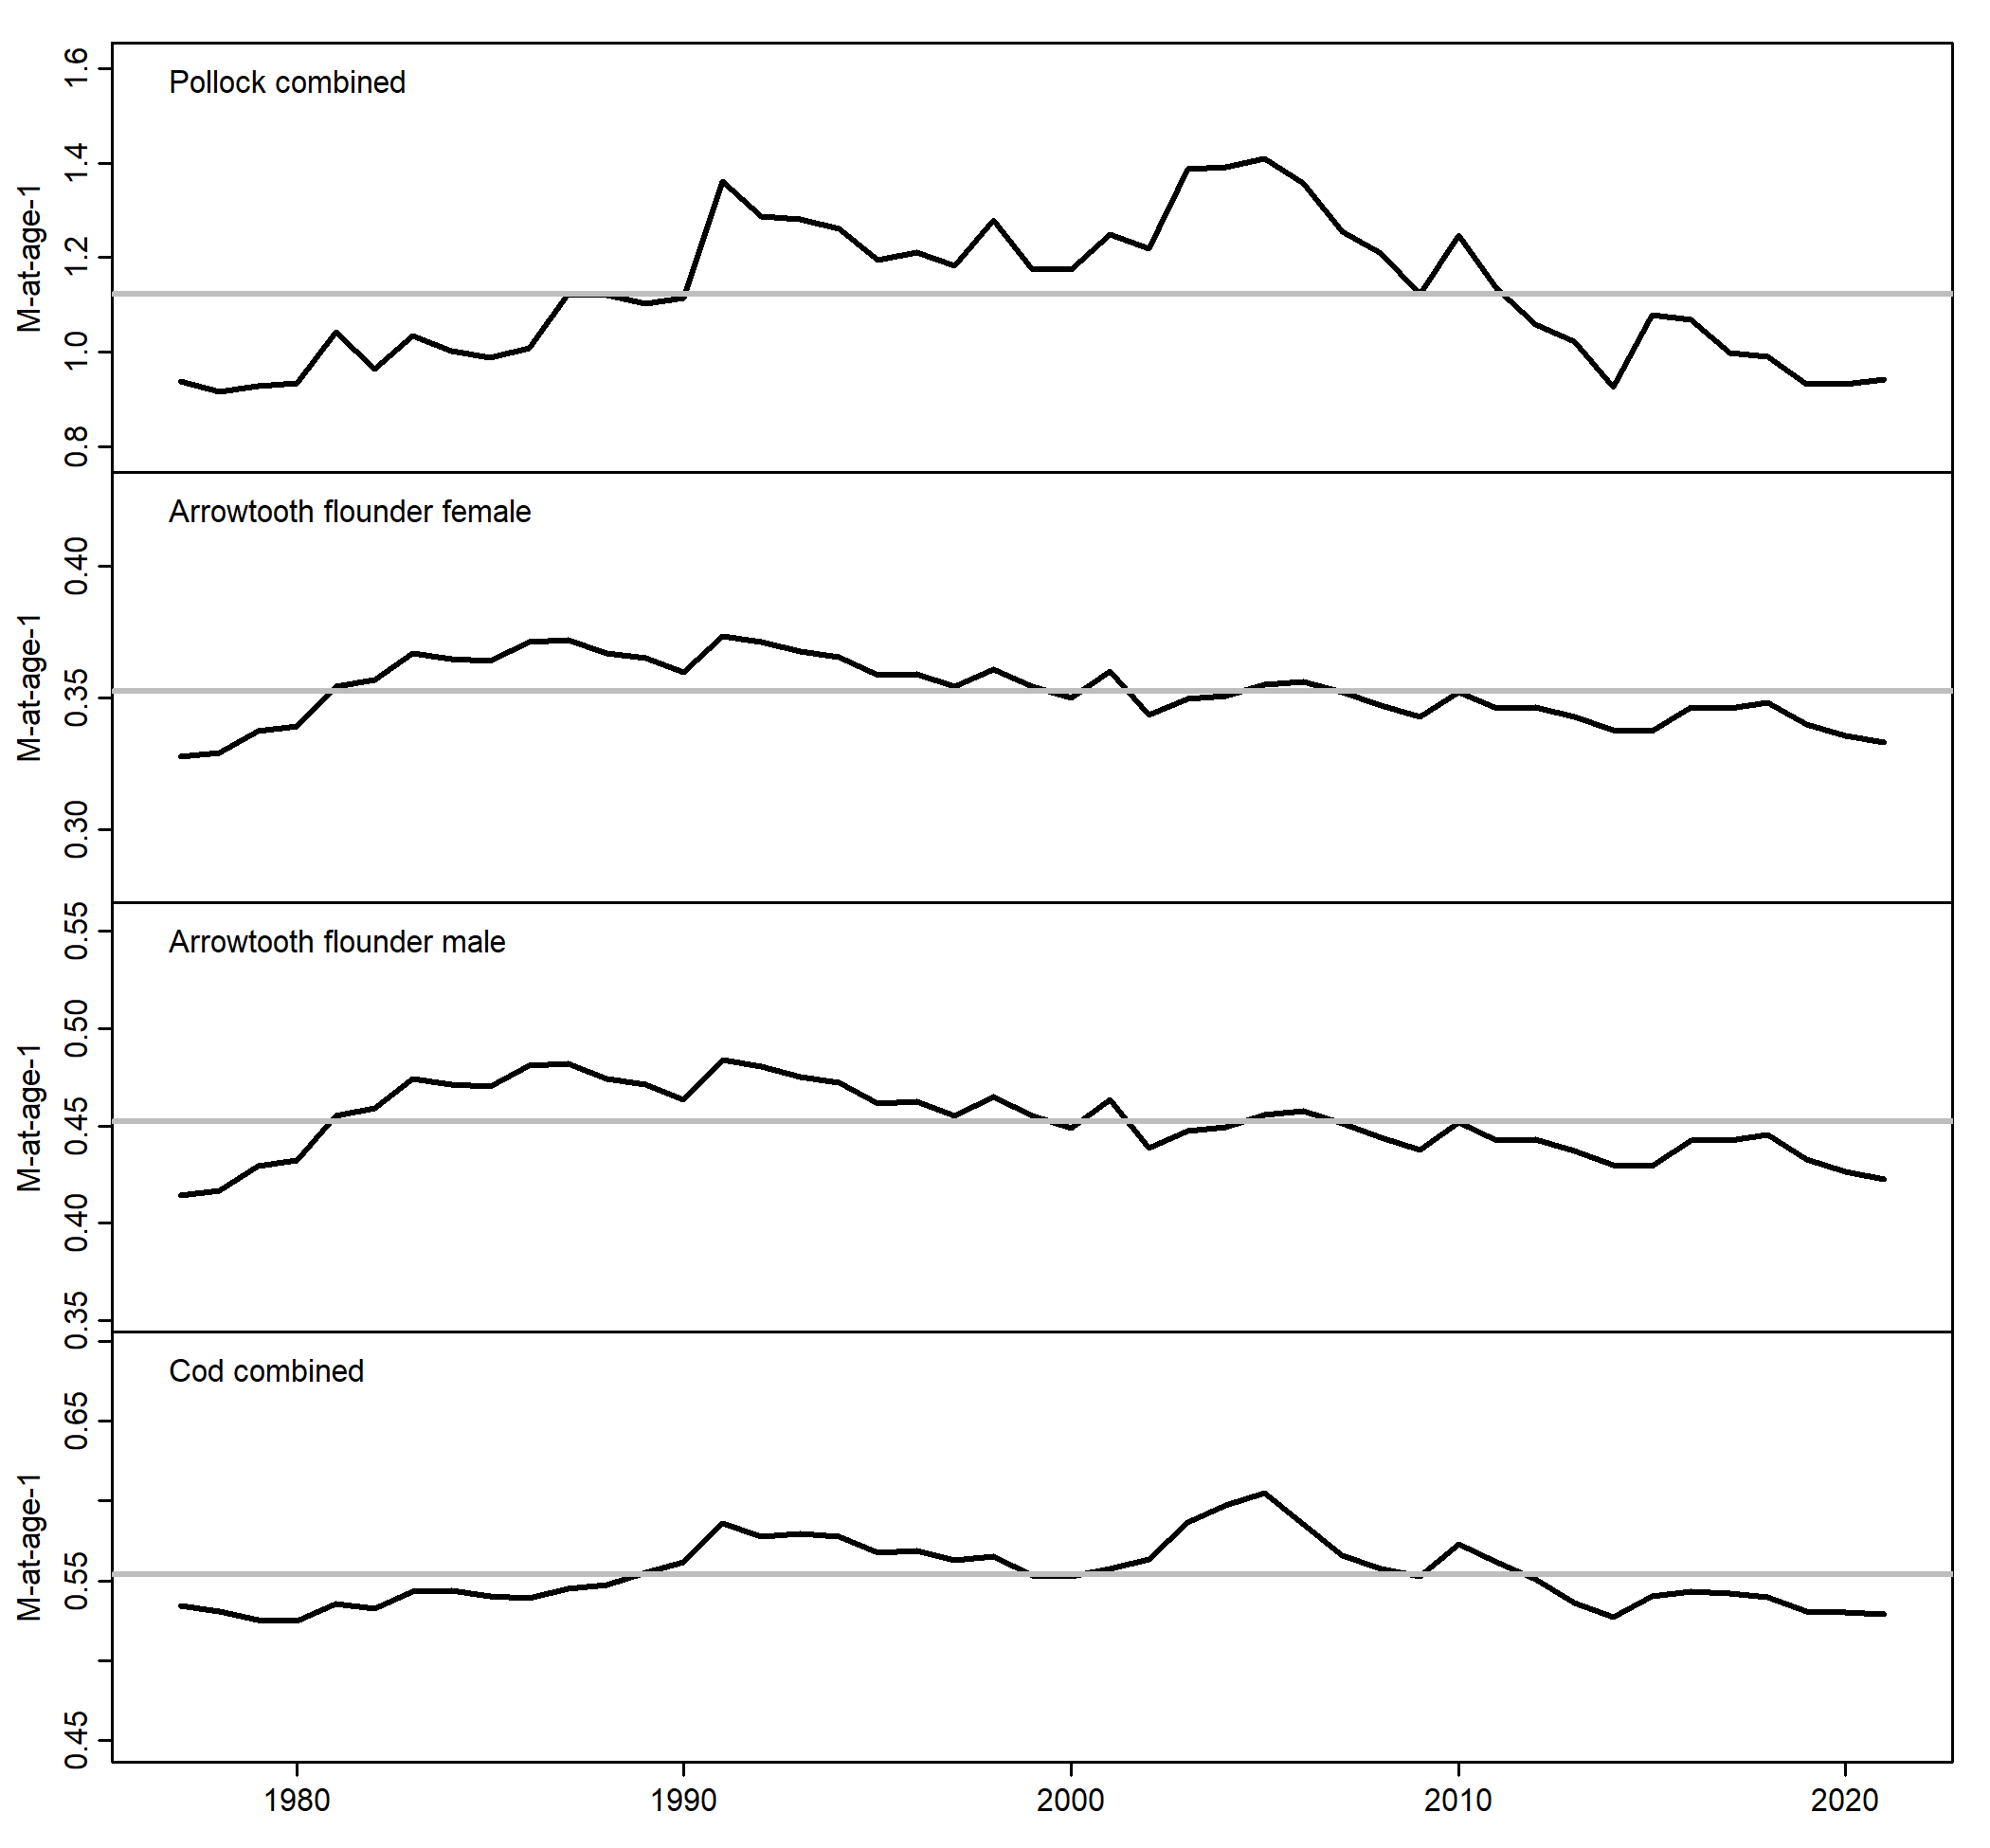 Pollock combined
M-at-age-1
1.6
1.4
1.2
1.0
0.8
Arrowtooth flounder female
M-at-age-1
0.40
0.35
0.30
Arrowtooth flounder male
M-at-age-1
0.55
0.50
0.45
0.40
0.35
Cod combined
M-at-age-1
0.65
0.55
0.45
1980 1990 2000 2010 2020